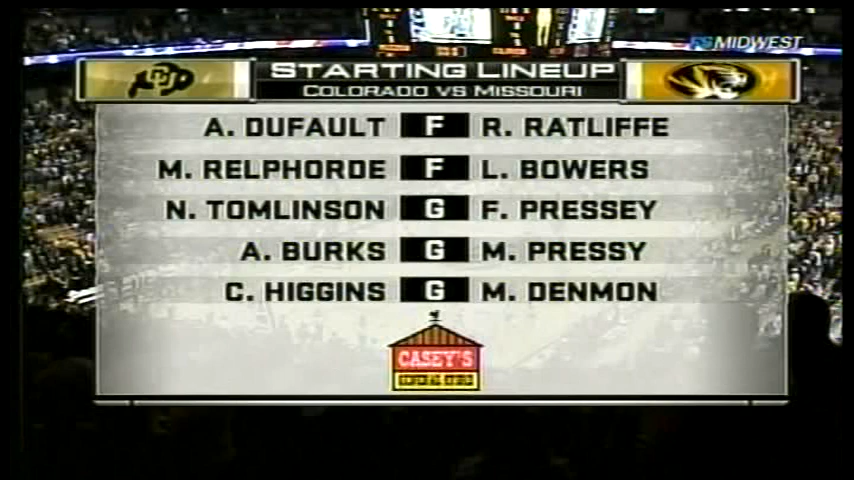 FS MIDWEST
STARTING LINEUP
COLORADO VS MISSOURI
CU
A. DUFAULT F R. RATLIFFE
M. RELPHORDE F L. BOWERS
N. TOMLINSON G F. PRESSEY
A. BURKS G M. PRESSY
C. HIGGINS G M. DENMON
CASEY'S
GENERAL STORE